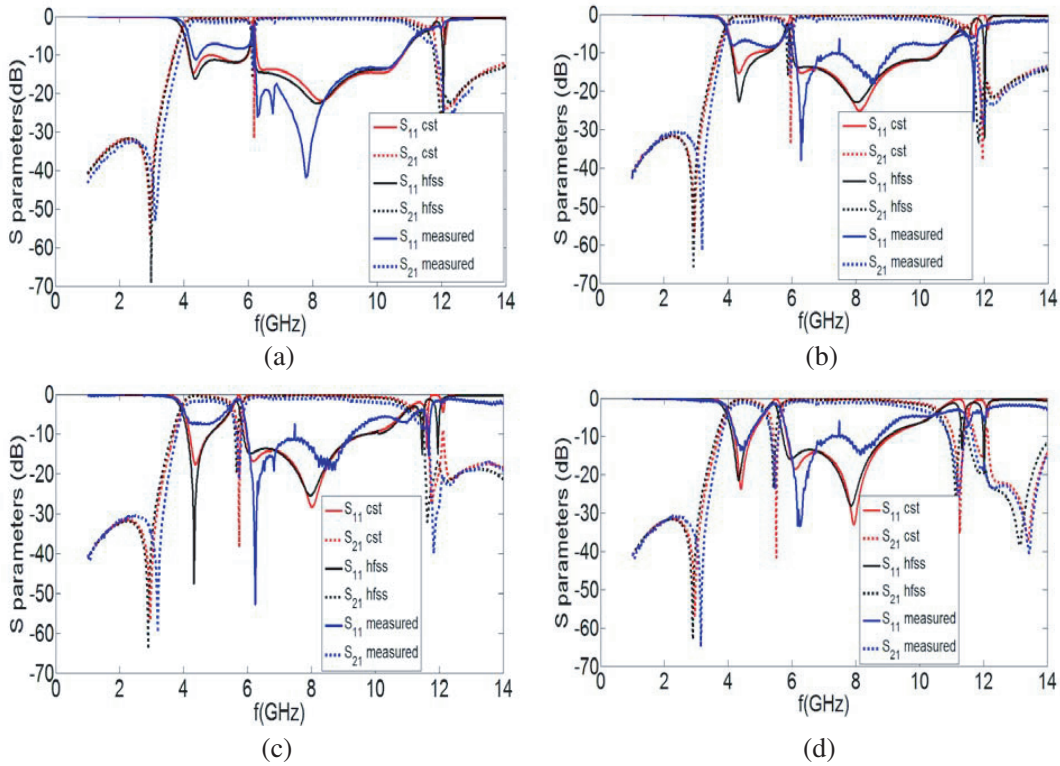 0
-10
-20
-30
-40
-50
-60
-70
S parameters(dB)
0 2 4 6 8 10 12 14
f(GHz)
S11 cst
S21 cst
S11 hfss
S21 hfss
S11 measured
S21 measured
(a)
0
-10
-20
-30
-40
-50
-60
-70
S parameters (dB)
0 2 4 6 8 10 12 14
f(GHz)
S11 cst
S21 cst
S11 hfss
S21 hfss
S11 measured
S21 measured
(b)
0
-10
-20
-30
-40
-50
-60
-70
S parameters (dB)
0 2 4 6 8 10 12 14
f(GHz)
S11 cst
S21 cst
S11 hfss
S21 hfss
S11 measured
S21 measured
(c)
0
-10
-20
-30
-40
-50
-60
-70
S parameters (dB)
0 2 4 6 8 10 12 14
f(GHz)
S11 cst
S21 cst
S11 hfss
S21 hfss
S11 measured
S21 measured
(d)